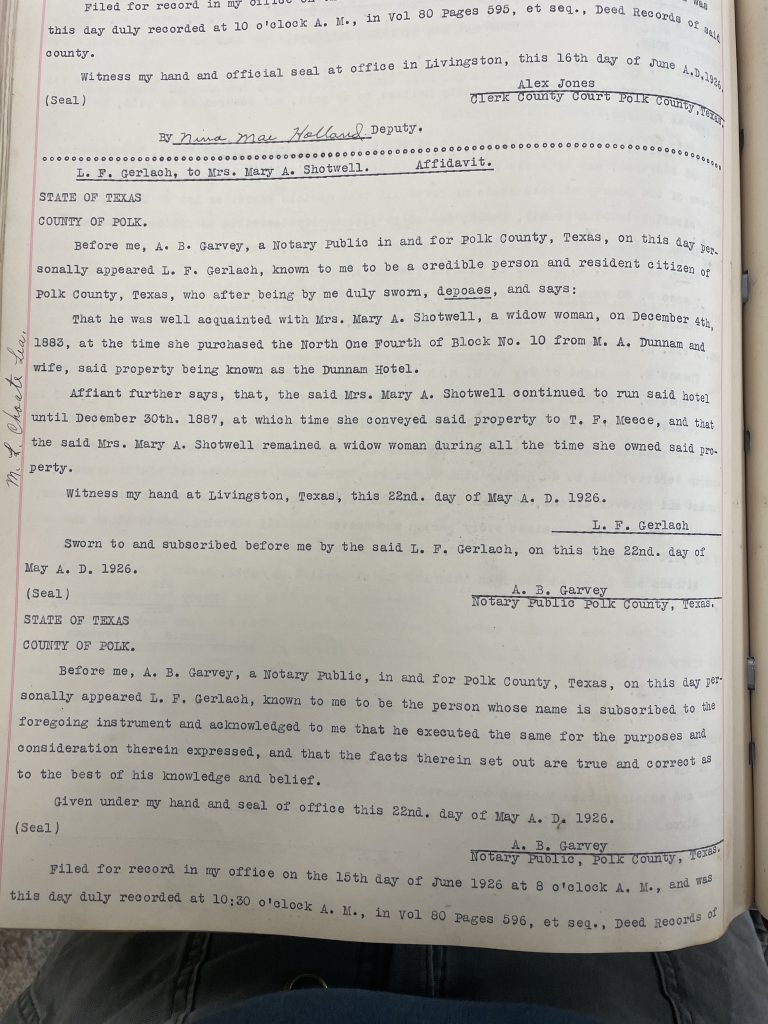 Filed for record in my office on
was
this day duly recorded at 10 o'clock A. M., in Vol 80 Pages 595, et seq., Deed Records of said
county.
Witness my hand and official seal at office in Livingston, this 16th day of June A.D.1926.
(Seal)
Alex Jones
Clerk County Court Polk County,Texas.
By Nina Mae Holland Deputy.
L. F. Gerlach, to Mrs. Mary A. Shotwell. Affidavit.
STATE OF TEXAS
COUNTY OF POLK.
Before me, A. B. Garvey, a Notary Public in and for Polk County, Texas, on this day per-
sonally appeared L. F. Gerlach, known to me to be a credible person and resident citizen of
Polk County, Texas, who after being by me duly sworn, depoaes, and says:
That he was well acquainted with Mrs. Mary A. Shotwell, a widow woman, on December 4th,
1883, at the time she purchased the North One Fourth of Block No. 10 from M. A. Dunnam and
wife, said property being known as the Dunnam Hotel.
Affiant further says, that, the said Mrs. Mary A. Shotwell continued to run said hotel
until December 30th. 1887, at which time she conveyed said property to T. F. Meece, and that
the said Mrs. Mary A. Shotwell remained a widow woman during all the time she owned said pro-
perty.
M. L. Choate
Witness my hand at Livingston, Texas, this 22nd. day of May A. D. 1926.
L. F. Gerlach
Sworn to and subscribed before me by the said L. F. Gerlach, on this the 22nd. day of
May A. D. 1926.
(Seal)
A. B. Garvey
Notary Public Polk County, Texas.
STATE OF TEXAS
COUNTY OF POLK.
Before me, A. B. Garvey, a Notary Public, in and for Polk County, Texas, on this day per-
sonally appeared L. F. Gerlach, known to me to be the person whose name is subscribed to the
foregoing instrument and acknowledged to me that he executed the same for the purposes and
consideration therein expressed, and that the facts therein set out are true and correct as
to the best of his knowledge and belief.
Given under my hand and seal of office this 22nd. day of May A. D. 1926.
(Seal)
A. B. Garvey
Notary Public, Polk County, Texas.
Filed for record in my office on the 15th day of June 1926 at 8 o'clock A. M., and was
this day duly recorded at 10:30 o'clock A. M., in Vol 80 Pages 596, et seq., Deed Records of